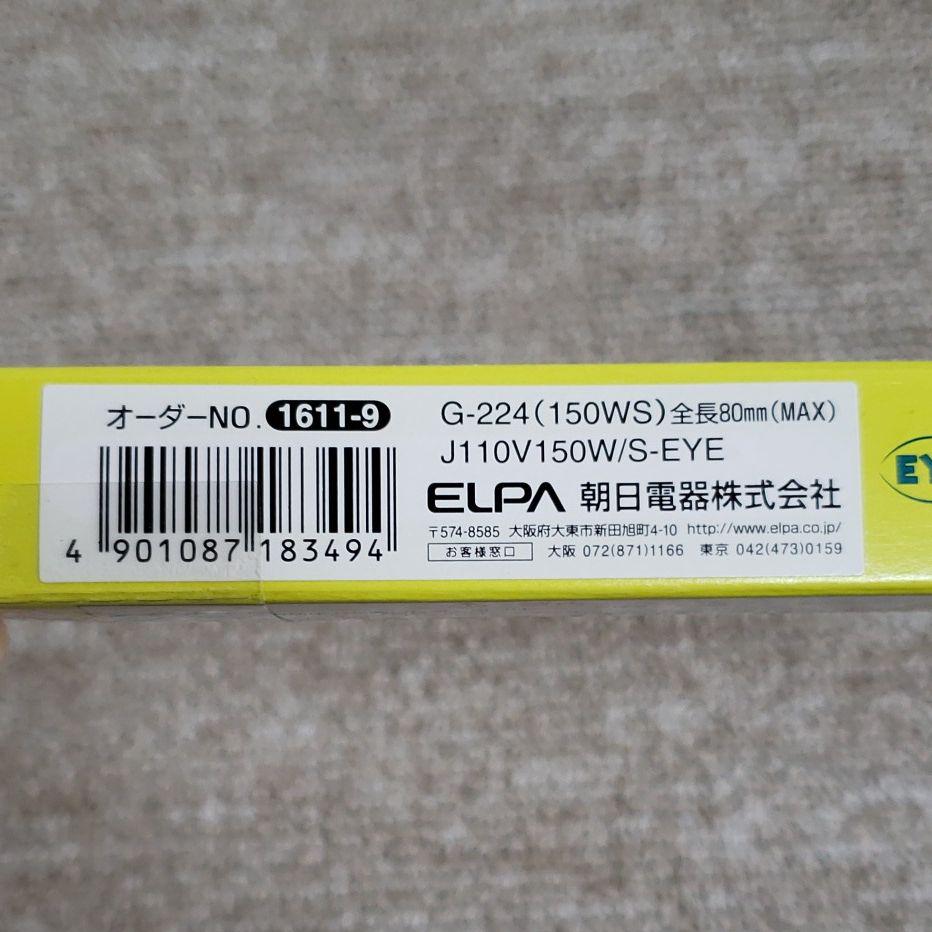 オーダーNO. 1611-9
4 901087 183494
G-224(150WS)全長80mm(MAX)
J110V150W/S-EYE
ELPA 朝日電器株式会社
〒574-8585 大阪府大東市新田旭町4-10 http://www.elpa.co.jp/
お客様窓口 大阪 072(871)1166 東京 042(473)0159